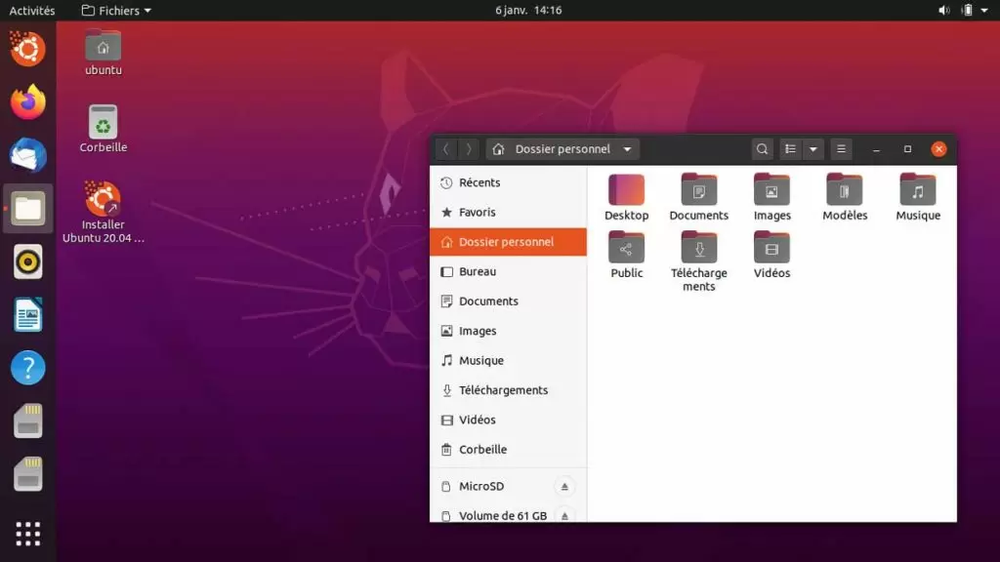 Activités
Fichiers
6 janv. 14:16
ubuntu
Corbeille
Installer
Ubuntu 20.04 ...
Dossier personnel
Récents
Favoris
Dossier personnel
Bureau
Documents
Images
Musique
Téléchargements
Vidéos
Corbeille
MicroSD
Volume de 61 GB
Desktop
Documents
Images
Modèles
Musique
Public
Télécharge
ments
Vidéos